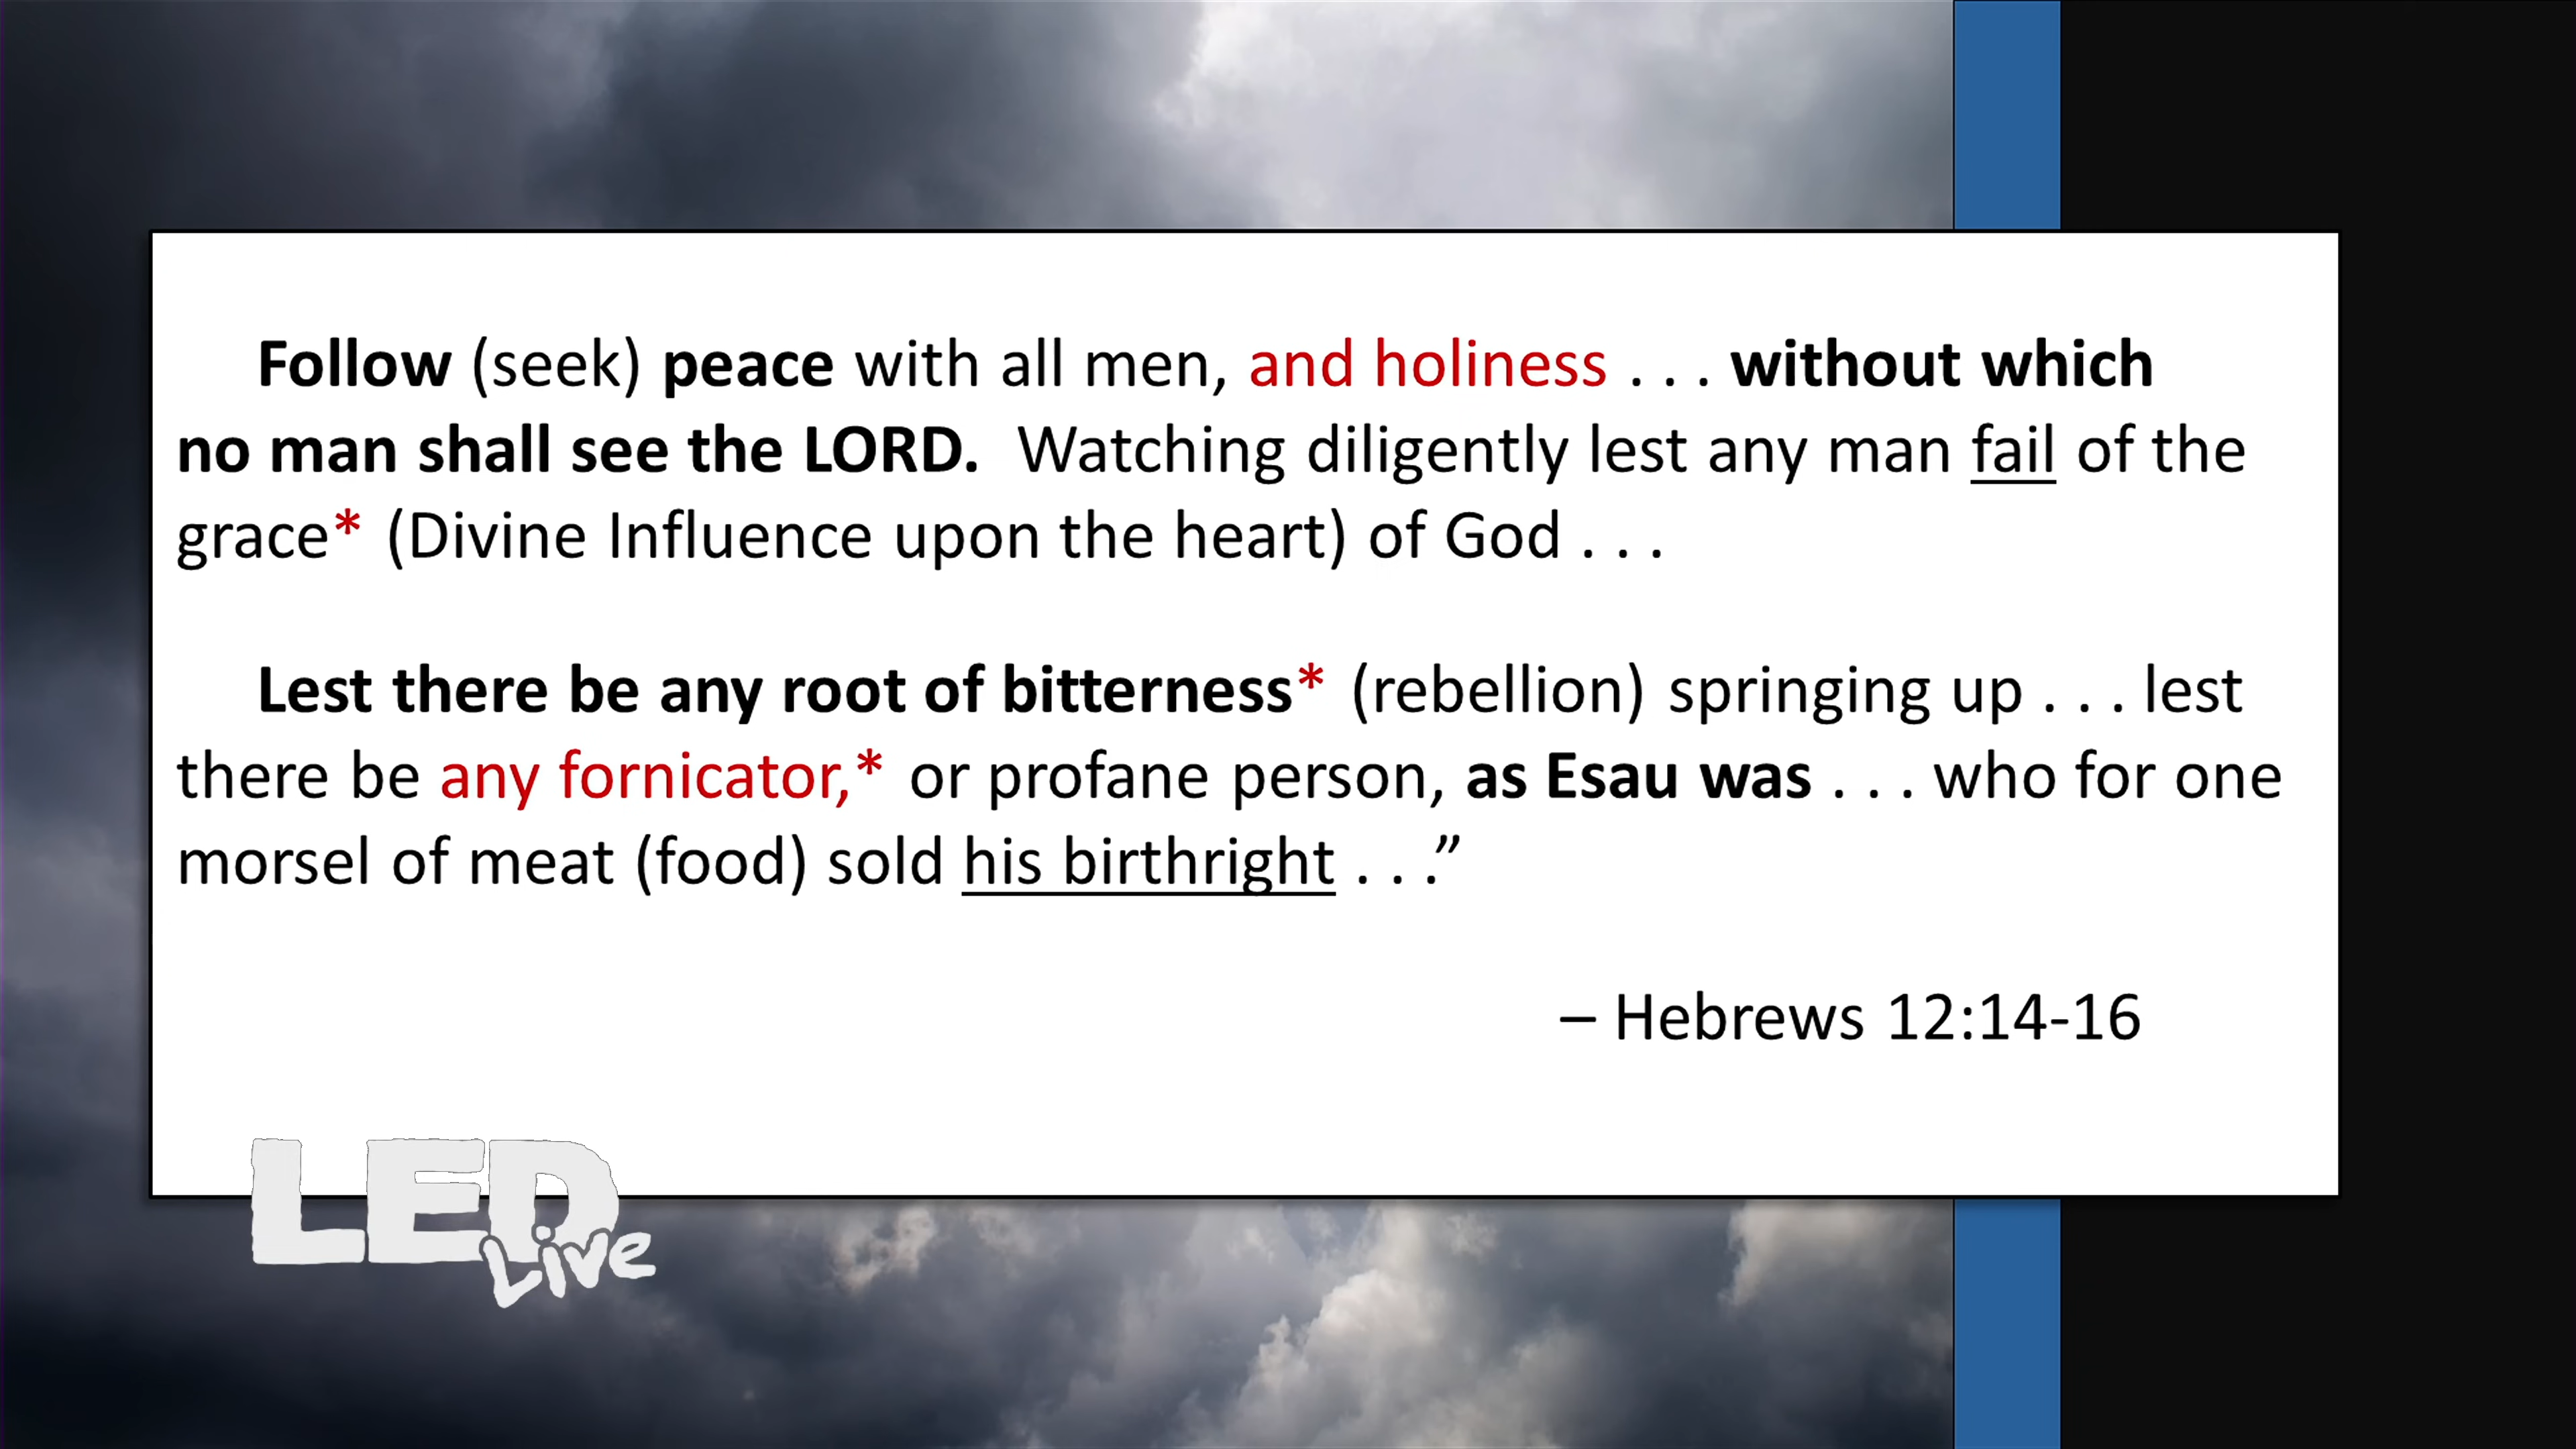 Follow (seek) peace with all men, and holiness . . . without which
no man shall see the LORD.  Watching diligently lest any man fail of the
grace* (Divine Influence upon the heart) of God . . .
Lest there be any root of bitterness* (rebellion) springing up . . . lest
there be any fornicator,* or profane person, as Esau was . . . who for one
morsel of meat (food) sold his birthright . . .”
– Hebrews 12:14-16
LED
Live